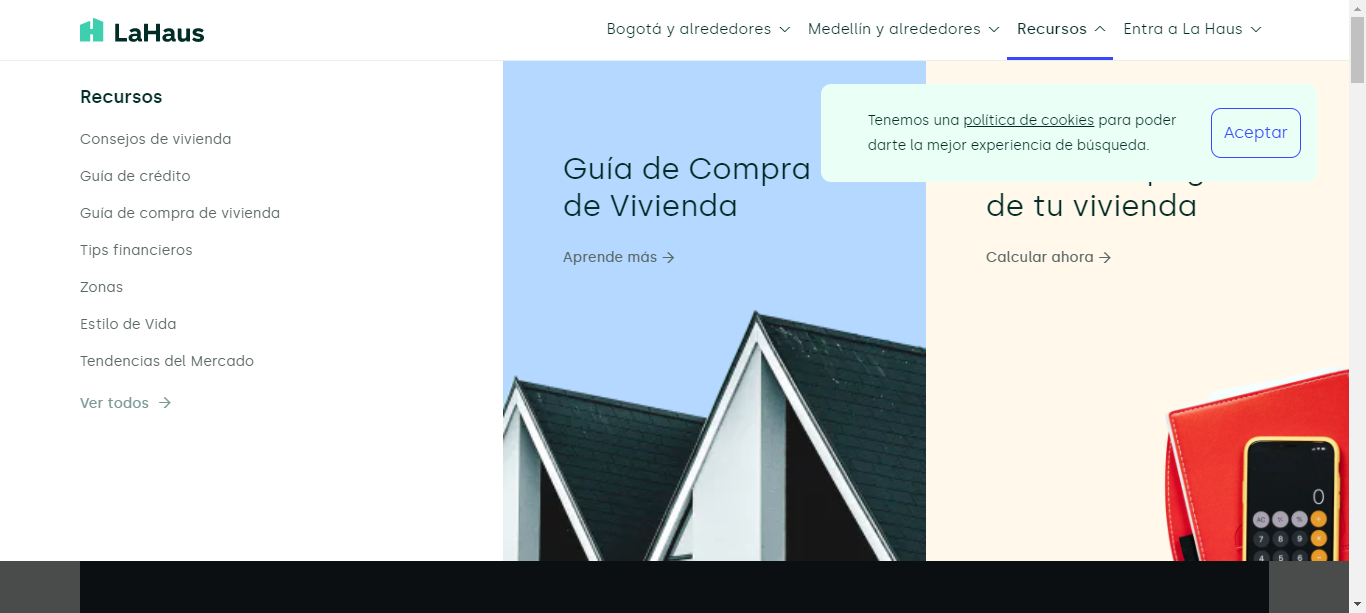 LaHaus
Bogotá y alrededores
Medellín y alrededores
Recursos
Entra a La Haus
Recursos
Consejos de vivienda
Guía de crédito
Guía de compra de vivienda
Tips financieros
Zonas
Estilo de Vida
Tendencias del Mercado
Ver todos
Guía de Compra
de Vivienda
Aprende más
Tenemos una política de cookies para poder
darte la mejor experiencia de búsqueda.
Aceptar
de tu vivienda
Calcular ahora
0
AC % %
7 8 9 ×
4 5 6 −